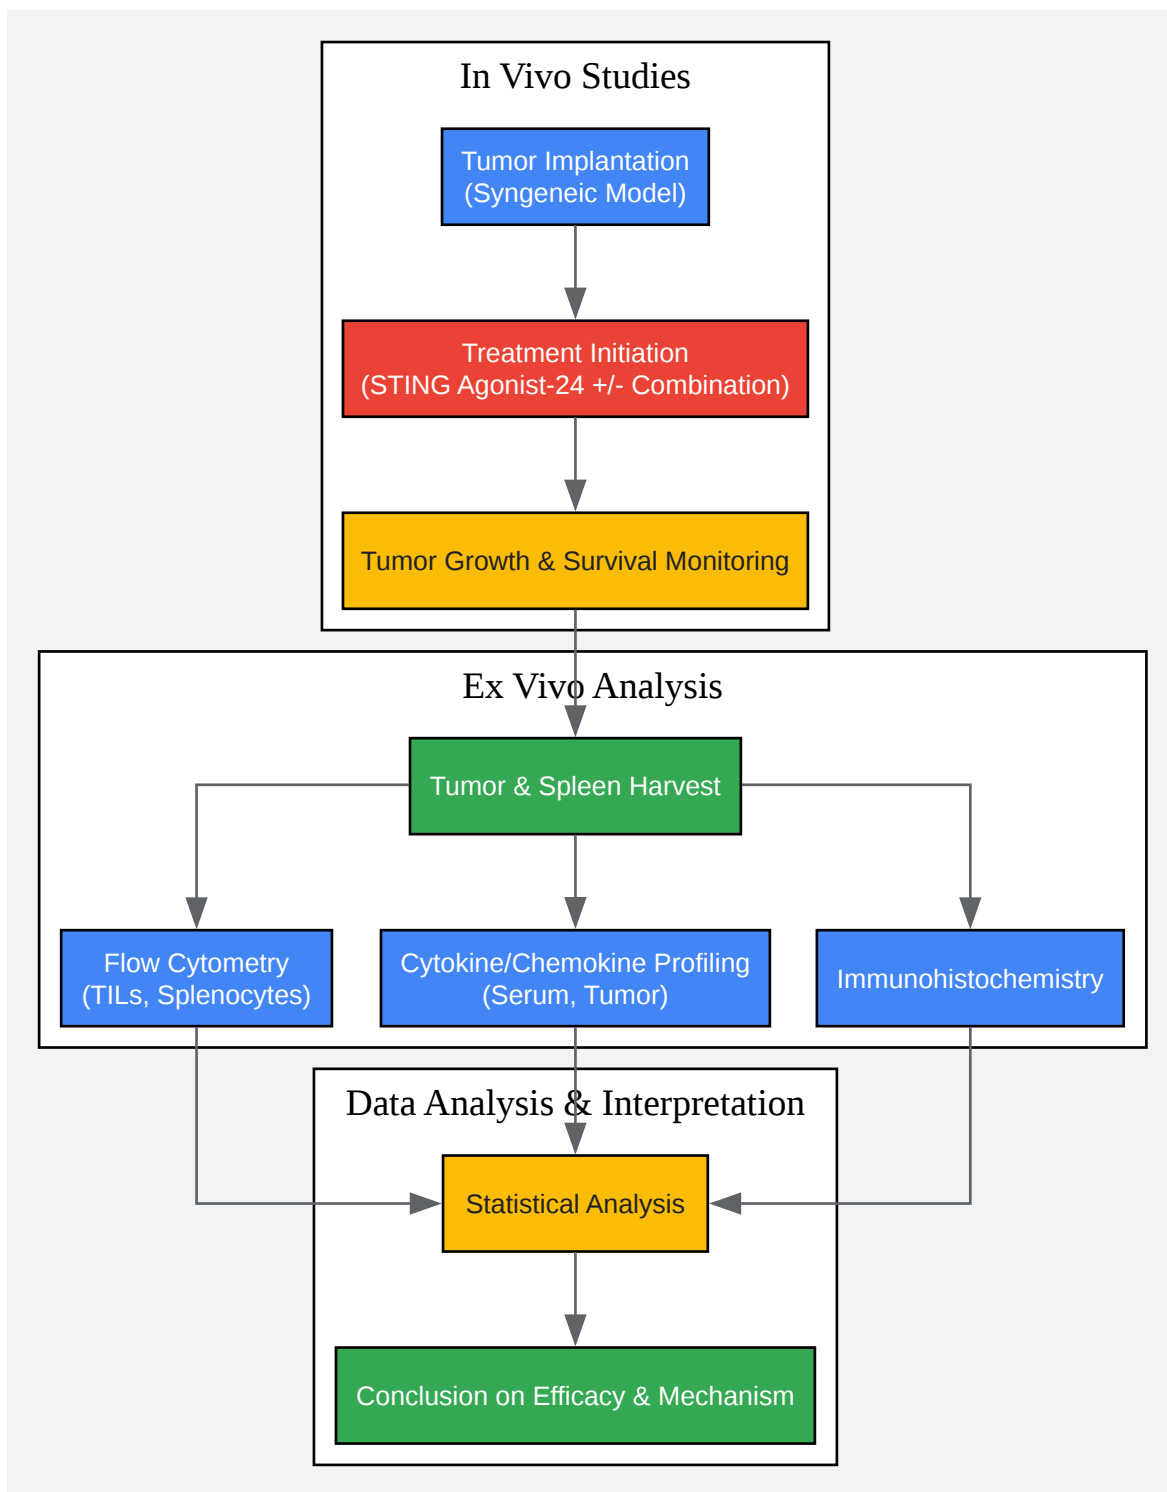 In Vivo Studies
Tumor Implantation
(Syngeneic Model)
Treatment Initiation
(STING Agonist-24 +/- Combination)
Tumor Growth & Survival Monitoring
Ex Vivo Analysis
Tumor & Spleen Harvest
Flow Cytometry
(TILs, Splenocytes)
Cytokine/Chemokine Profiling
(Serum, Tumor)
Immunohistochemistry
Data Analysis & Interpretation
Statistical Analysis
Conclusion on Efficacy & Mechanism